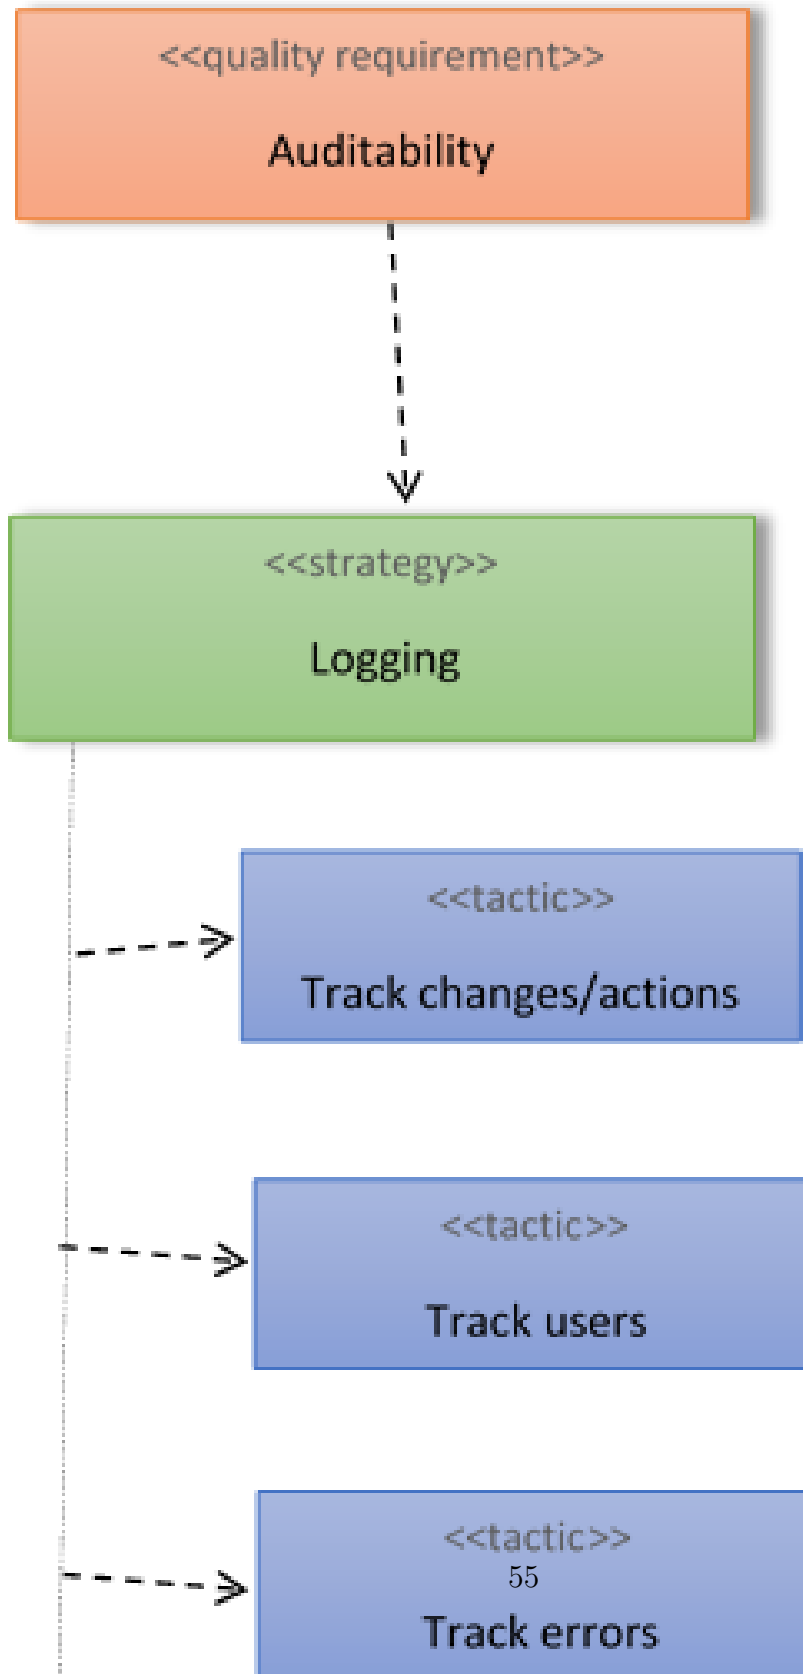 <<quality requirement>>
Auditability
<<strategy>>
Logging
<<tactic>>
Track changes/actions
<<tactic>>
Track users
<<tactic>>
55
Track errors